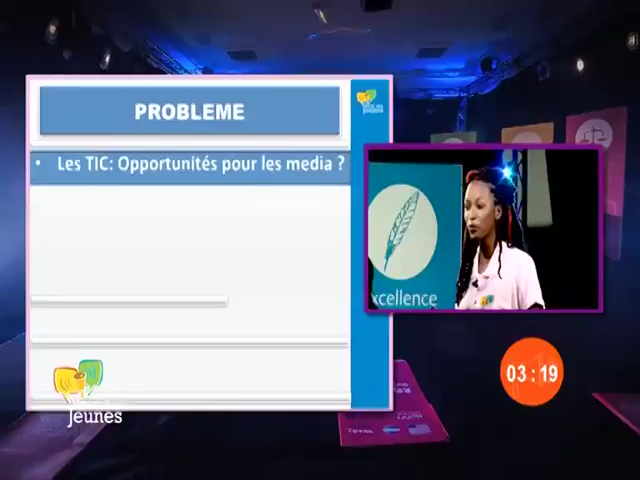 PROBLEME
• Les TIC: Opportunités pour les media ?
xcellence
03 : 19
Jeunes